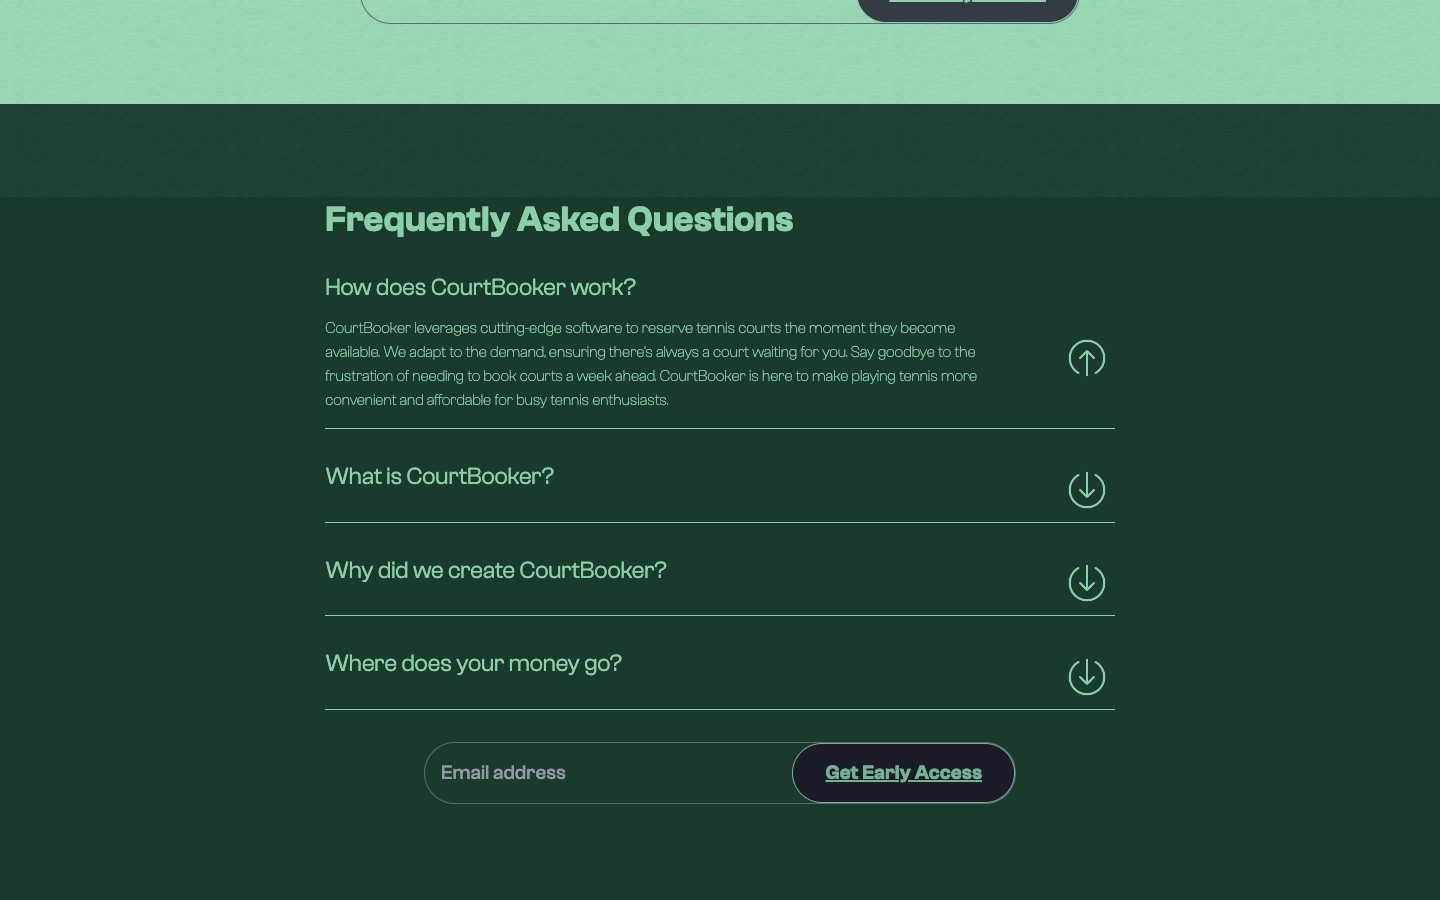 Frequently Asked Questions
How does CourtBooker work?
CourtBooker leverages cutting-edge software to reserve tennis courts the moment they become
available. We adapt to the demand, ensuring there's always a court waiting for you. Say goodbye to the
frustration of needing to book courts a week ahead. CourtBooker is here to make playing tennis more
convenient and affordable for busy tennis enthusiasts.
What is CourtBooker?
Why did we create CourtBooker?
Where does your money go?
Email address
Get Early Access